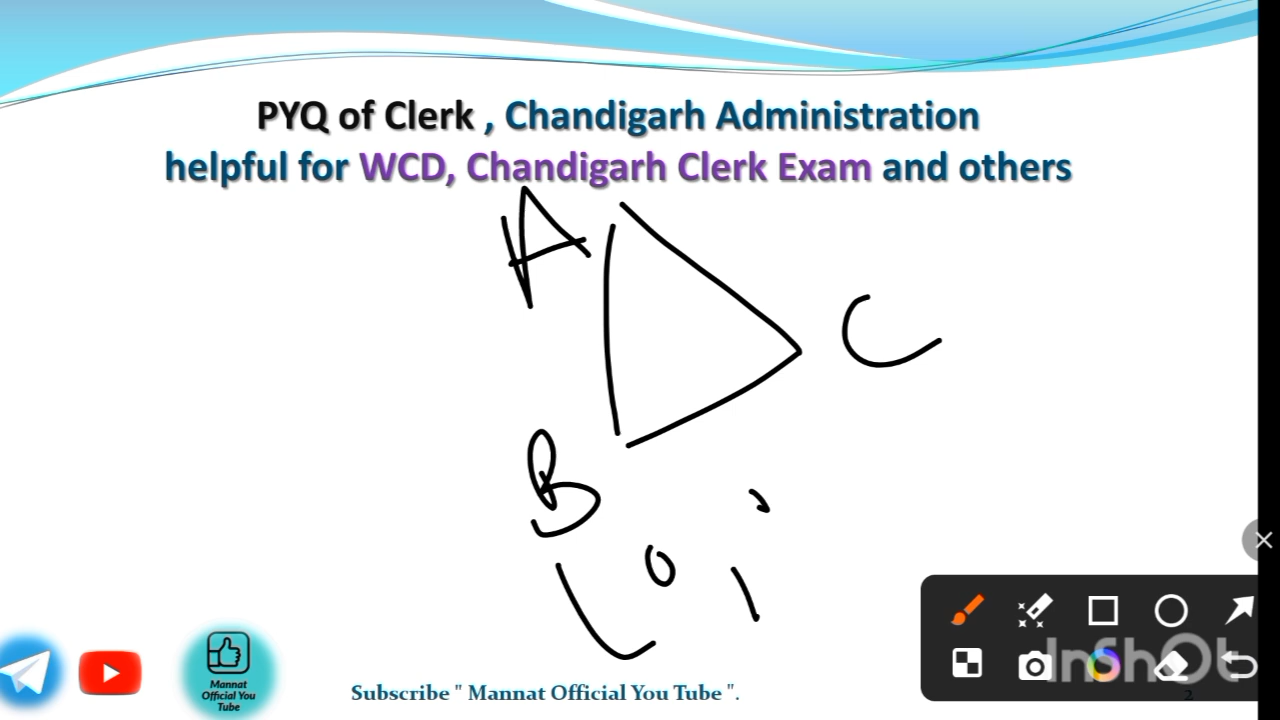 PYQ of Clerk , Chandigarh Administration
helpful for WCD, Chandigarh Clerk Exam and others
A
C
B
Mannat
Official You
Tube
Subscribe " Mannat Official You Tube ".
InShOt
2